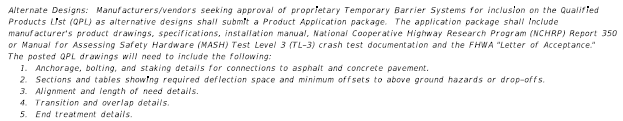 Alternate Designs: Manufacturers/vendors seeking approval of proprietary Temporary Barrier Systems for inclusion on the Qualified
Products List (QPL) as alternative designs shall submit a Product Application package. The application package shall include
manufacturer's product drawings, specifications, installation manual, National Cooperative Highway Research Program (NCHRP) Report 350
or Manual for Assessing Safety Hardware (MASH) Test Level 3 (TL-3) crash test documentation and the FHWA "Letter of Acceptance."
The posted QPL drawings will need to include the following:
1. Anchorage, bolting, and staking details for connections to asphalt and concrete pavement.
2. Sections and tables showing required deflection space and minimum offsets to above ground hazards or drop-offs.
3. Alignment and length of need details.
4. Transition and overlap details.
5. End treatment details.